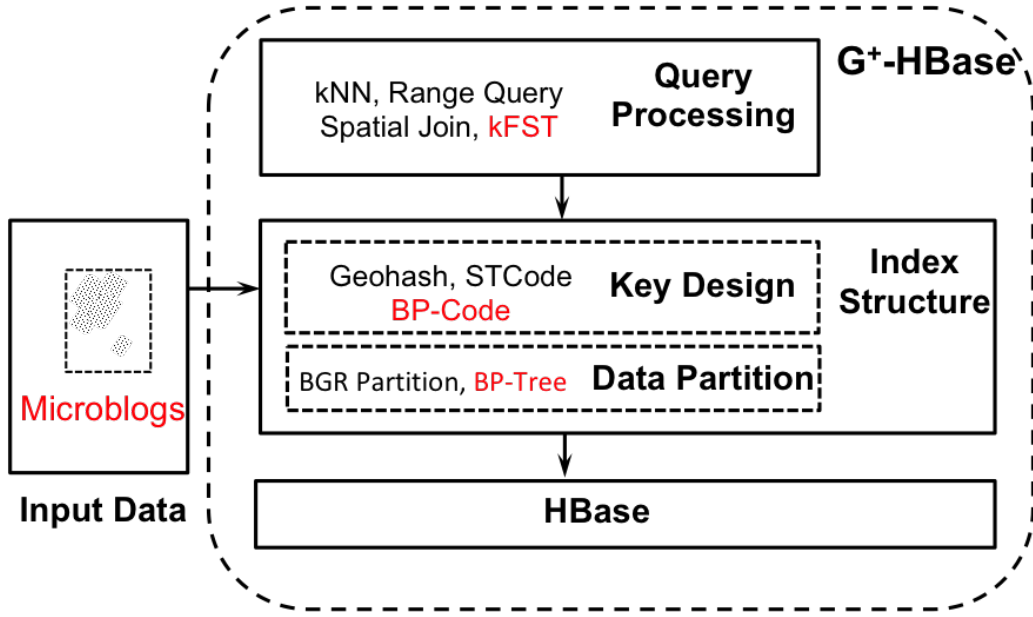 G⁺-HBase
Query
Processing
kNN, Range Query
Spatial Join, kFST
Index
Structure
Geohash, STCode
BP-Code
Key Design
BGR Partition, BP-Tree
Data Partition
HBase
Microblogs
Input Data